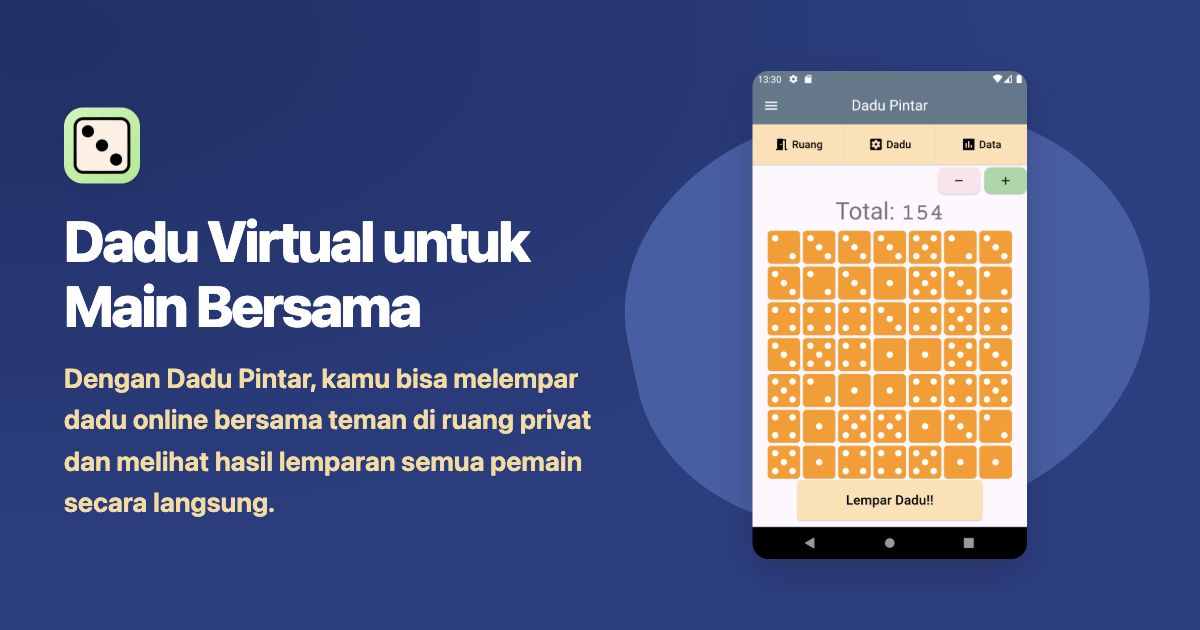 Dadu Virtual untuk
Main Bersama
Dengan Dadu Pintar, kamu bisa melempar
dadu online bersama teman di ruang privat
dan melihat hasil lemparan semua pemain
secara langsung.
13:30
Dadu Pintar
Ruang Dadu Data
− +
Total: 154
Lempar Dadu!!